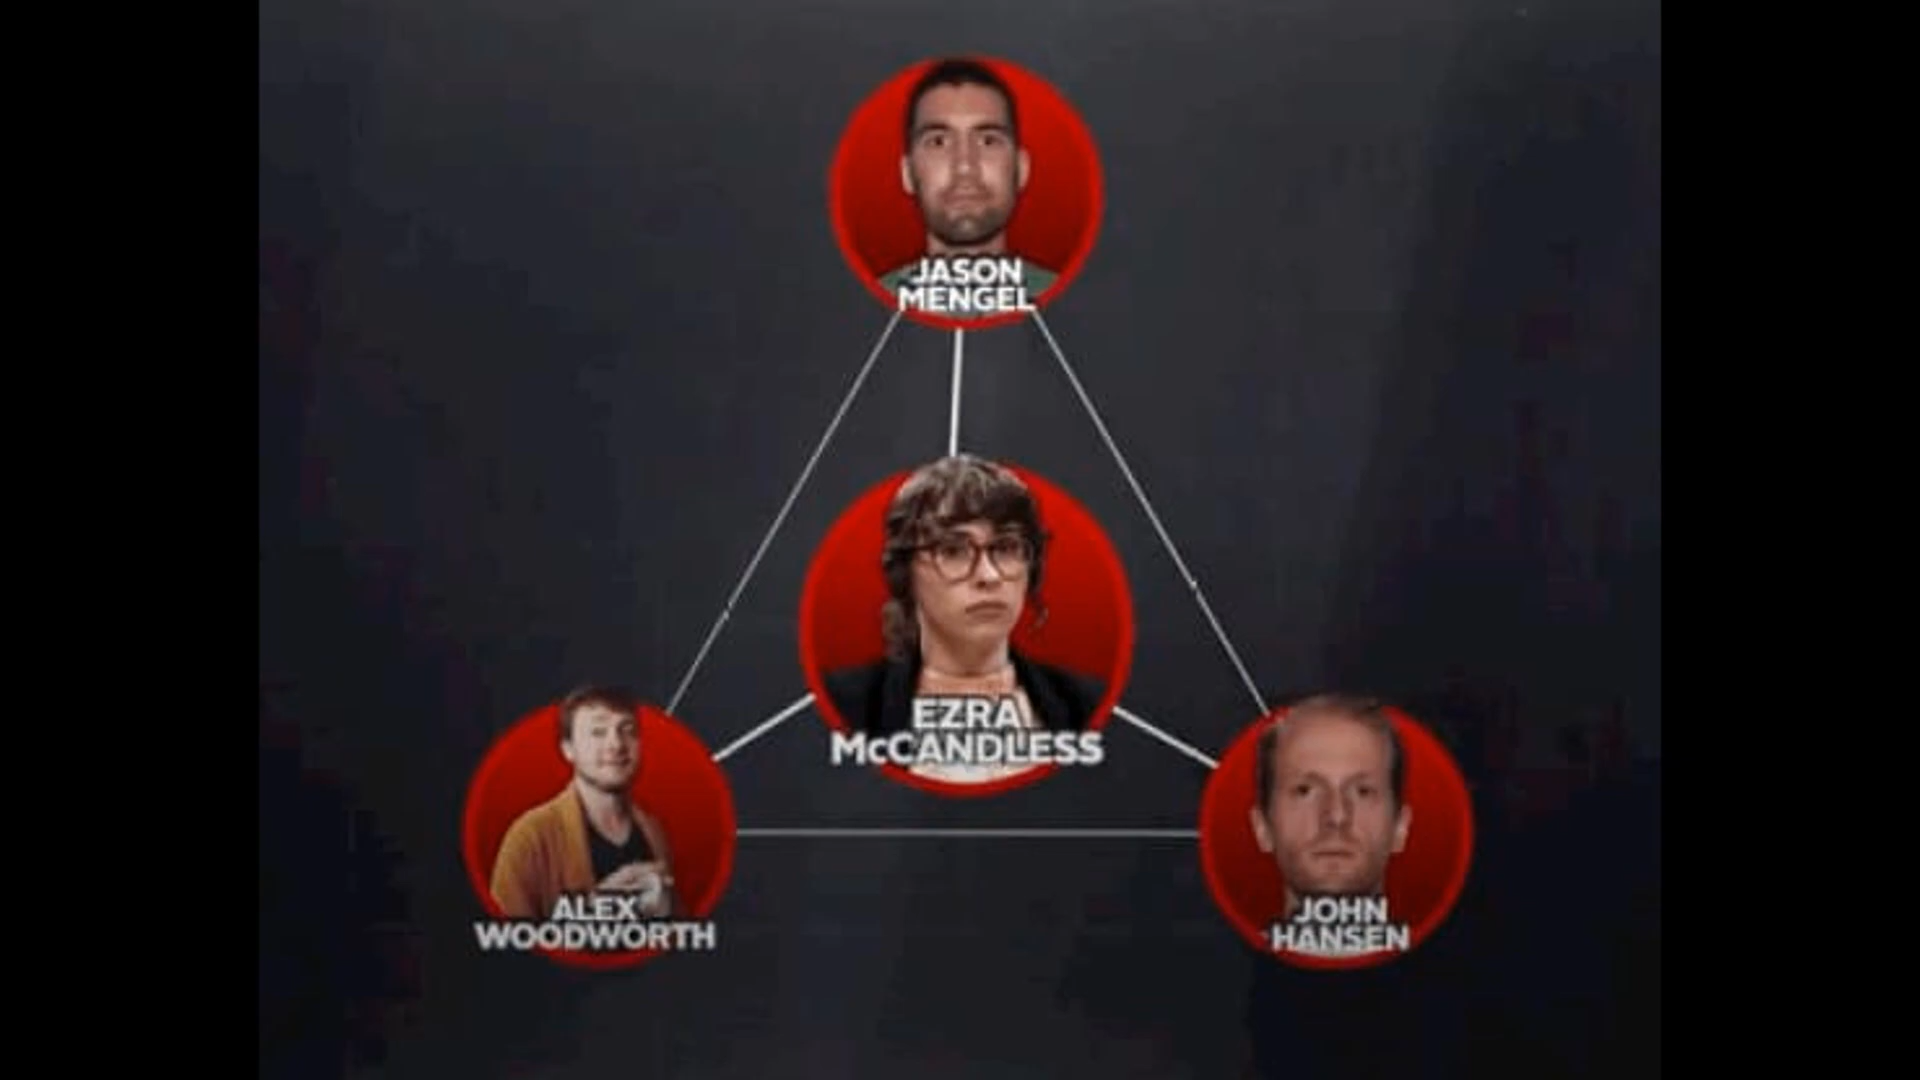 JASON
MENGEL
EZRA
McCANDLESS
ALEX
WOODWORTH
JOHN
HANSEN